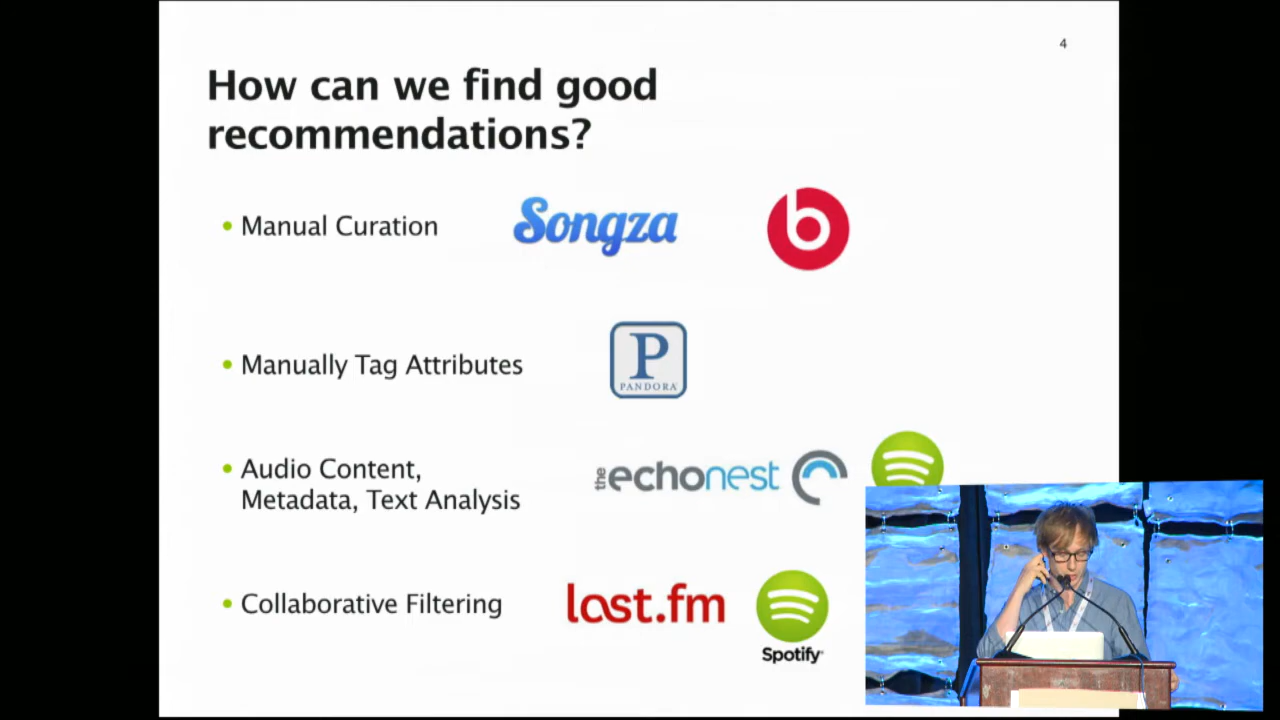 4
How can we find good
recommendations?
• Manual Curation
Songza
b
• Manually Tag Attributes
P
PANDORA
• Audio Content,
Metadata, Text Analysis
the echonest
• Collaborative Filtering
last.fm
Spotify